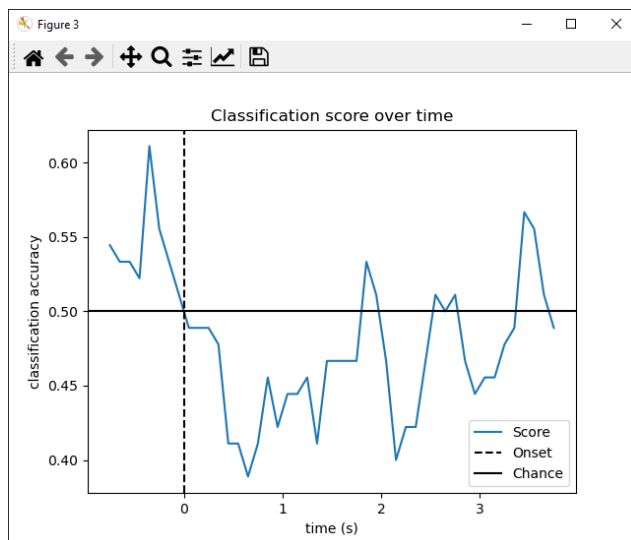 Figure 3
Classification score over time
0.60
0.55
0.50
0.45
0.40
classification accuracy
0
1
2
3
time (s)
Score
Onset
Chance